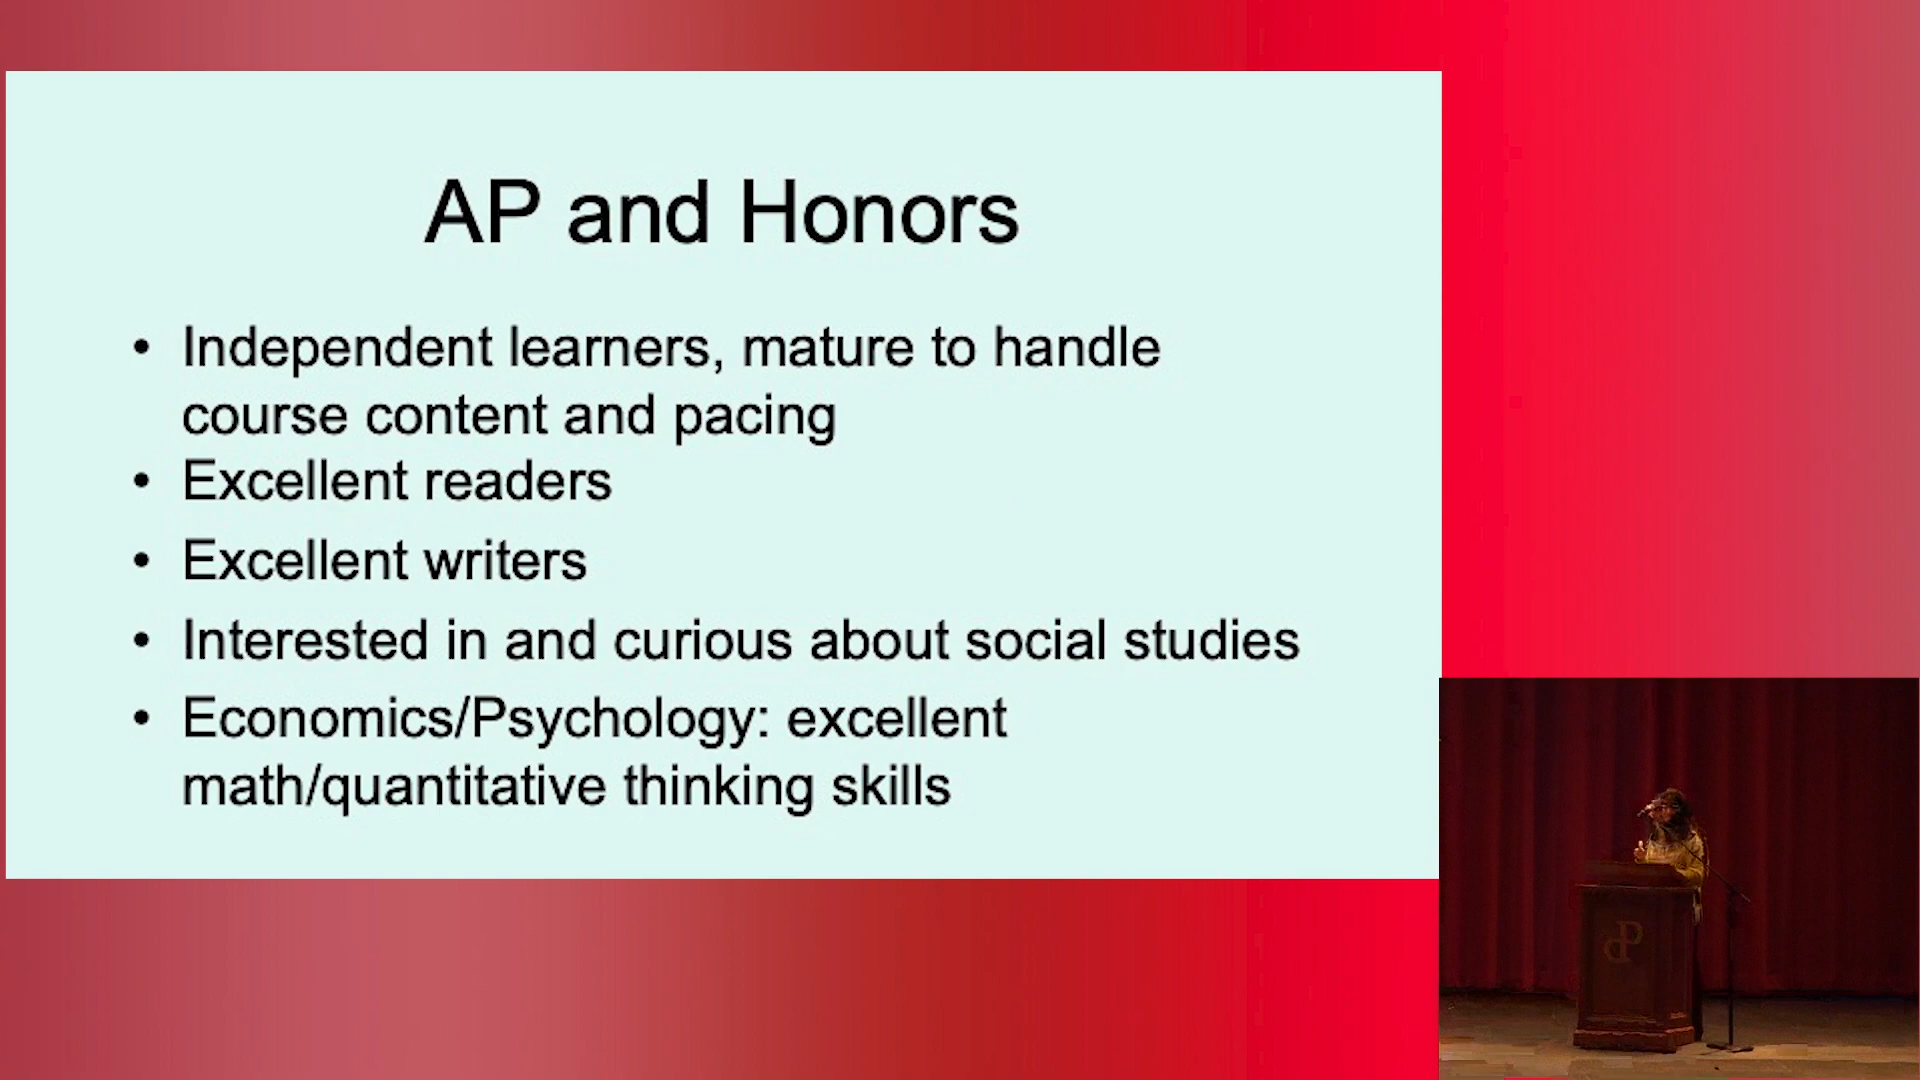 AP and Honors
• Independent learners, mature to handle
course content and pacing
• Excellent readers
• Excellent writers
• Interested in and curious about social studies
• Economics/Psychology: excellent
math/quantitative thinking skills